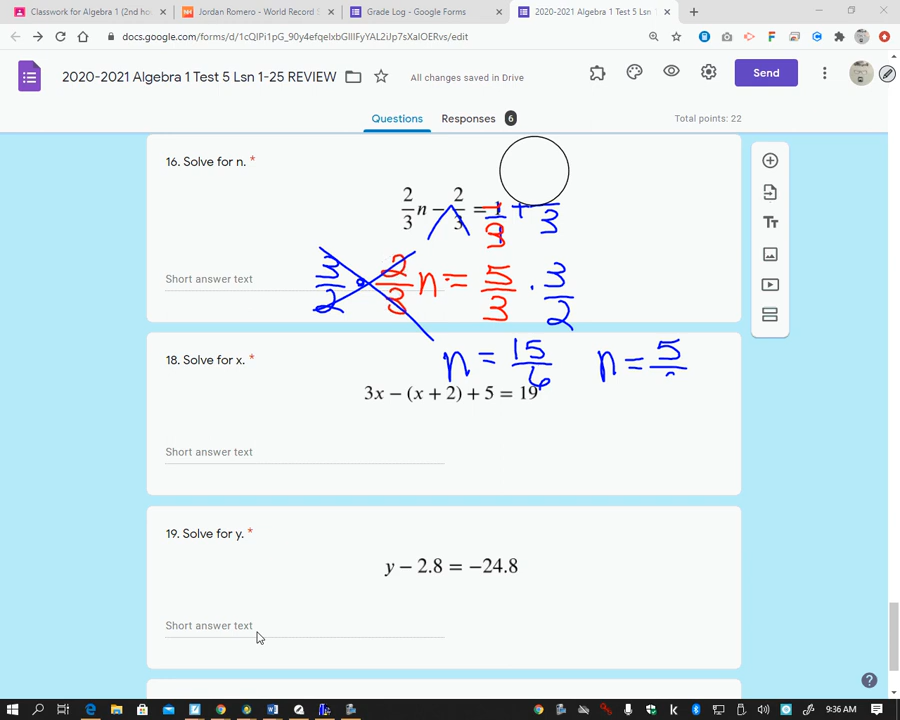 Classwork for Algebra 1 (2nd ho
Jordan Romero - World Record S
Grade Log - Google Forms
2020-2021 Algebra 1 Test 5 Lsn 1
docs.google.com/forms/d/
2020-2021 Algebra 1 Test 5 Lsn 1-25 REVIEW
All changes saved in Drive
Send
Questions
Responses 6
Total points: 22
16. Solve for n. *
2/3 n − 2/3 = 1/3 + /3
Short answer text
3/2 · 2/3 n = 5/3 · 3/2
n = 15/6 n = 5/
18. Solve for x. *
3x − (x + 2) + 5 = 19
Short answer text
19. Solve for y. *
y − 2.8 = −24.8
Short answer text
9:36 AM